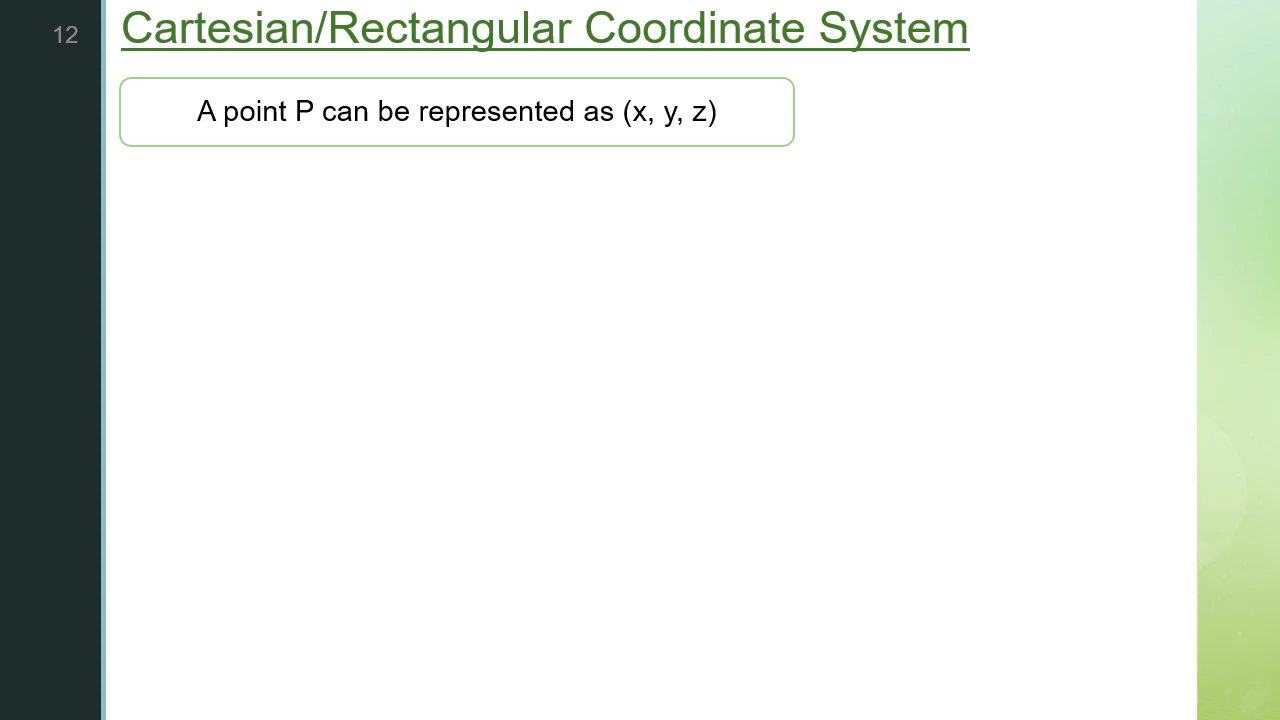 12
Cartesian/Rectangular Coordinate System
A point P can be represented as (x, y, z)